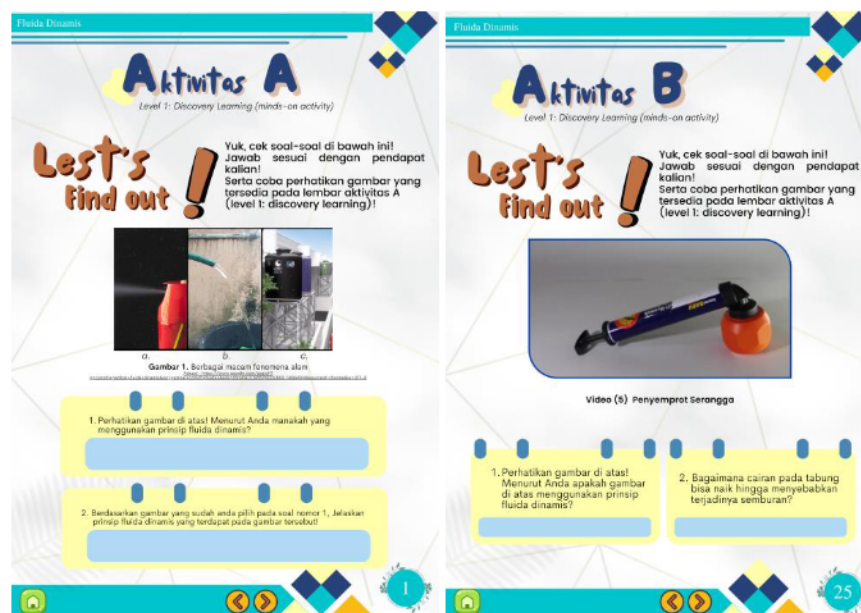 Fluida Dinamis
Aktivitas A
Level 1: Discovery Learning (minds-on activity)
Lest's
Find out !
Yuk, cek soal-soal di bawah ini!
Jawab sesuai dengan pendapat
kalian!
Serta coba perhatikan gambar yang
tersedia pada lembar aktivitas A
(level 1: discovery learning)!
a. b. c.
Gambar 1. Berbagai macam fenomena alam
1. Perhatikan gambar di atas! Menurut Anda manakah yang
menggunakan prinsip fluida dinamis?
2. Berdasarkan gambar yang sudah anda pilih pada soal nomor 1, Jelaskan
prinsip fluida dinamis yang terdapat pada gambar tersebut!
1
Fluida Dinamis
Aktivitas B
Level 1: Discovery Learning (minds-on activity)
Lest's
Find out !
Yuk, cek soal-soal di bawah ini!
Jawab sesuai dengan pendapat
kalian!
Serta coba perhatikan gambar yang
tersedia pada lembar aktivitas A
(level 1: discovery learning)!
Video (5) Penyemprot Serangga
1. Perhatikan gambar di atas!
Menurut Anda apakah gambar
di atas menggunakan prinsip
fluida dinamis?
2. Bagaimana cairan pada tabung
bisa naik hingga menyebabkan
terjadinya semburan?
25